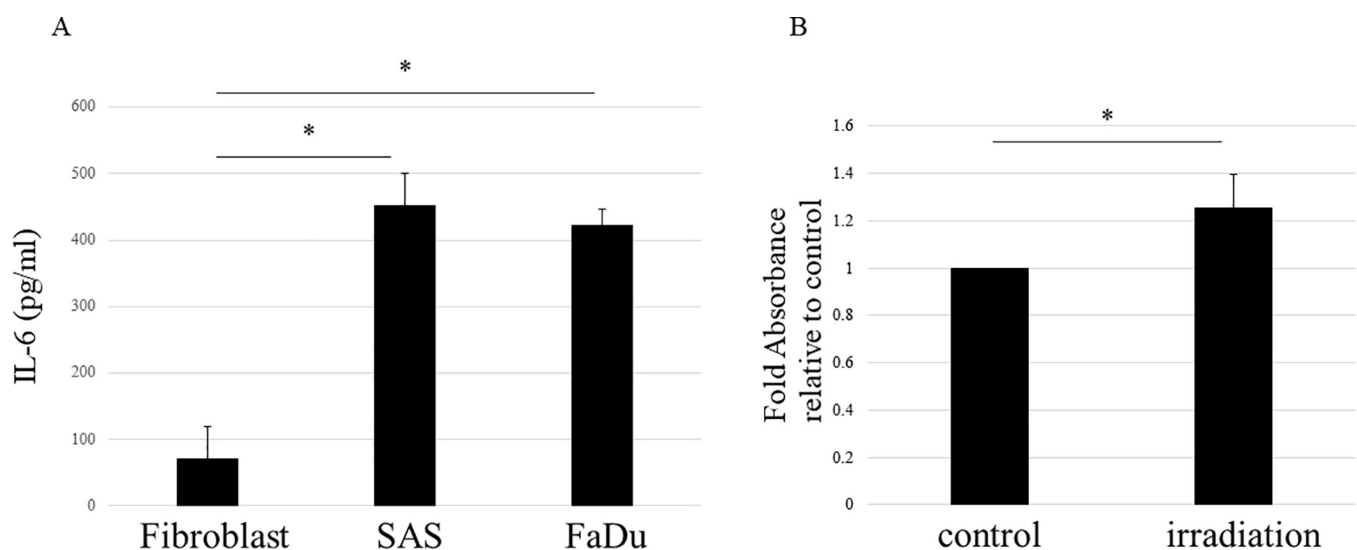 A
*
*
IL-6 (pg/ml)
600
500
400
300
200
100
0
Fibroblast SAS FaDu
B
*
Fold Absorbance
relative to control
1.6
1.4
1.2
1
0.8
0.6
0.4
0.2
0
control irradiation